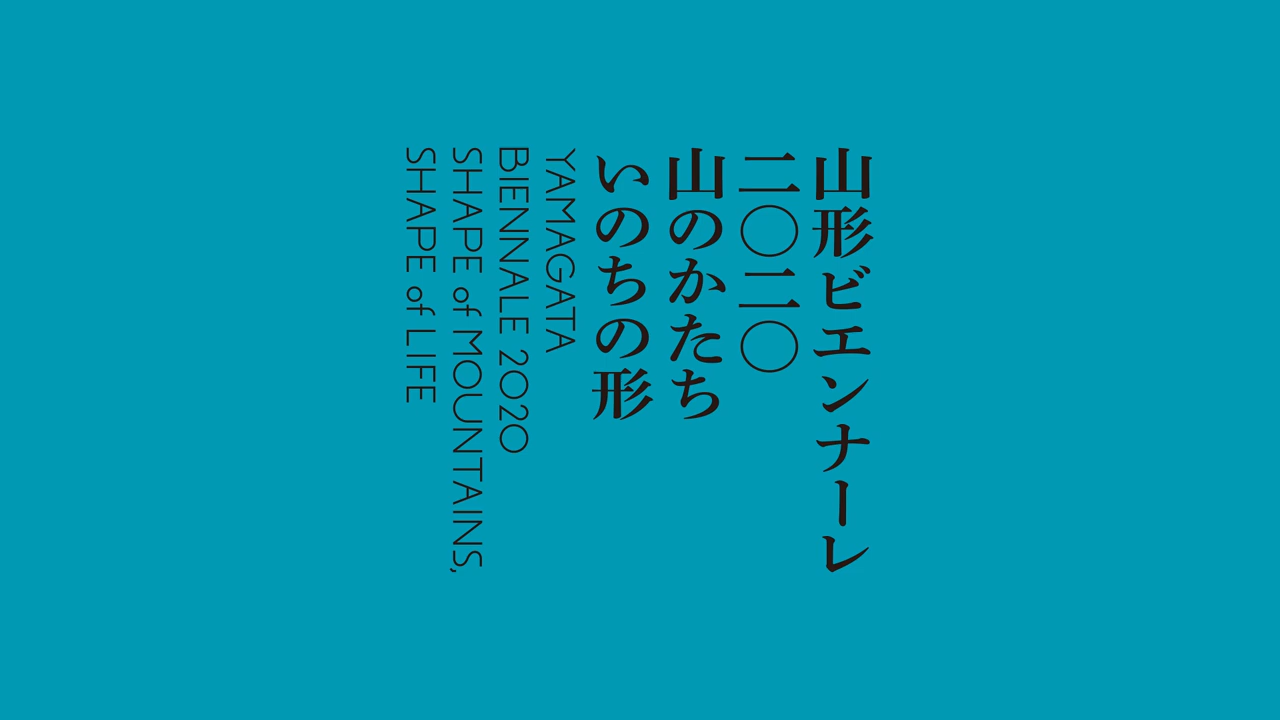 山形ビエンナーレ
二〇二〇
山のかたち
いのちの形
YAMAGATA
BIENNALE 2020
SHAPE of MOUNTAINS,
SHAPE of LIFE